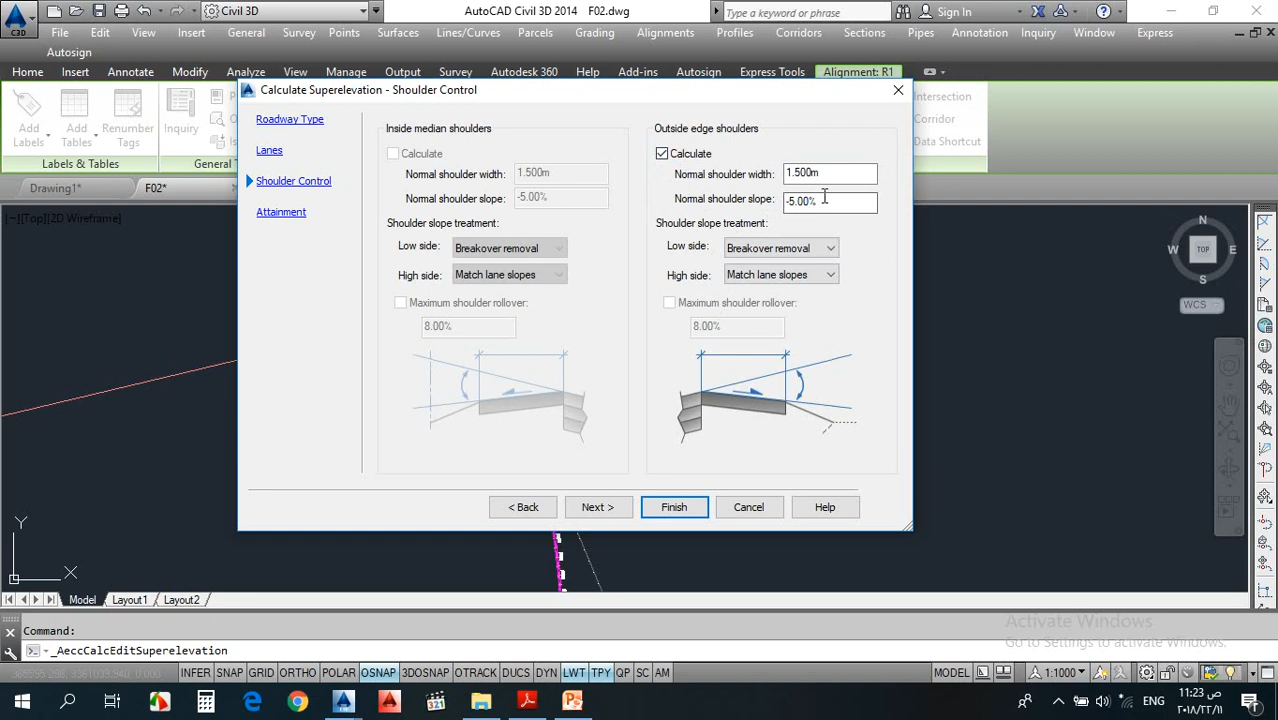 Civil 3D
AutoCAD Civil 3D 2014 F02.dwg
Type a keyword or phrase
Sign In
C3D
File Edit View Insert General Survey Points Surfaces Lines/Curves Parcels Grading Alignments Profiles Corridors Sections Pipes Annotation Inquiry Window Express
Autosign
Home Insert Annotate Modify Analyze View Manage Output Survey Autodesk 360 Help Add-ins Autosign Express Tools Alignment: R1
Add Labels
Add Tables
Renumber Tags
Inquiry
Labels & Tables
Intersection
Corridor
Data Shortcut
Drawing1*
F02*
[−][Top][2D Wireframe]
Calculate Superelevation - Shoulder Control
Roadway Type
Lanes
Shoulder Control
Attainment
Inside median shoulders
Calculate
Normal shoulder width: 1.500m
Normal shoulder slope: -5.00%
Shoulder slope treatment:
Low side: Breakover removal
High side: Match lane slopes
Maximum shoulder rollover:
8.00%
Outside edge shoulders
Calculate
Normal shoulder width: 1.500m
Normal shoulder slope: -5.00%
Shoulder slope treatment:
Low side: Breakover removal
High side: Match lane slopes
Maximum shoulder rollover:
8.00%
< Back Next > Finish Cancel Help
N
W TOP E
S
WCS
Y
X
Model Layout1 Layout2
Activate Windows
Go to Settings to activate Windows.
Command:
_AeccCalcEditSuperelevation
INFER SNAP GRID ORTHO POLAR OSNAP 3DOSNAP OTRACK DUCS DYN LWT TPY QP SC AM
MODEL
1:1000
321
ENG
11:23 ص
٢٠١٨/٢/١١